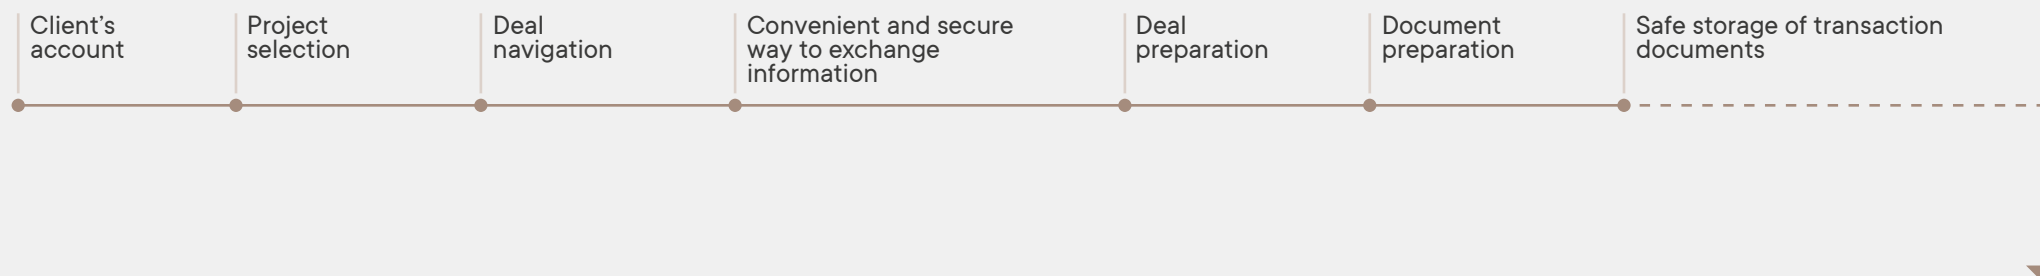 Client’s
account
Project
selection
Deal
navigation
Convenient and secure
way to exchange
information
Deal
preparation
Document
preparation
Safe storage of transaction
documents